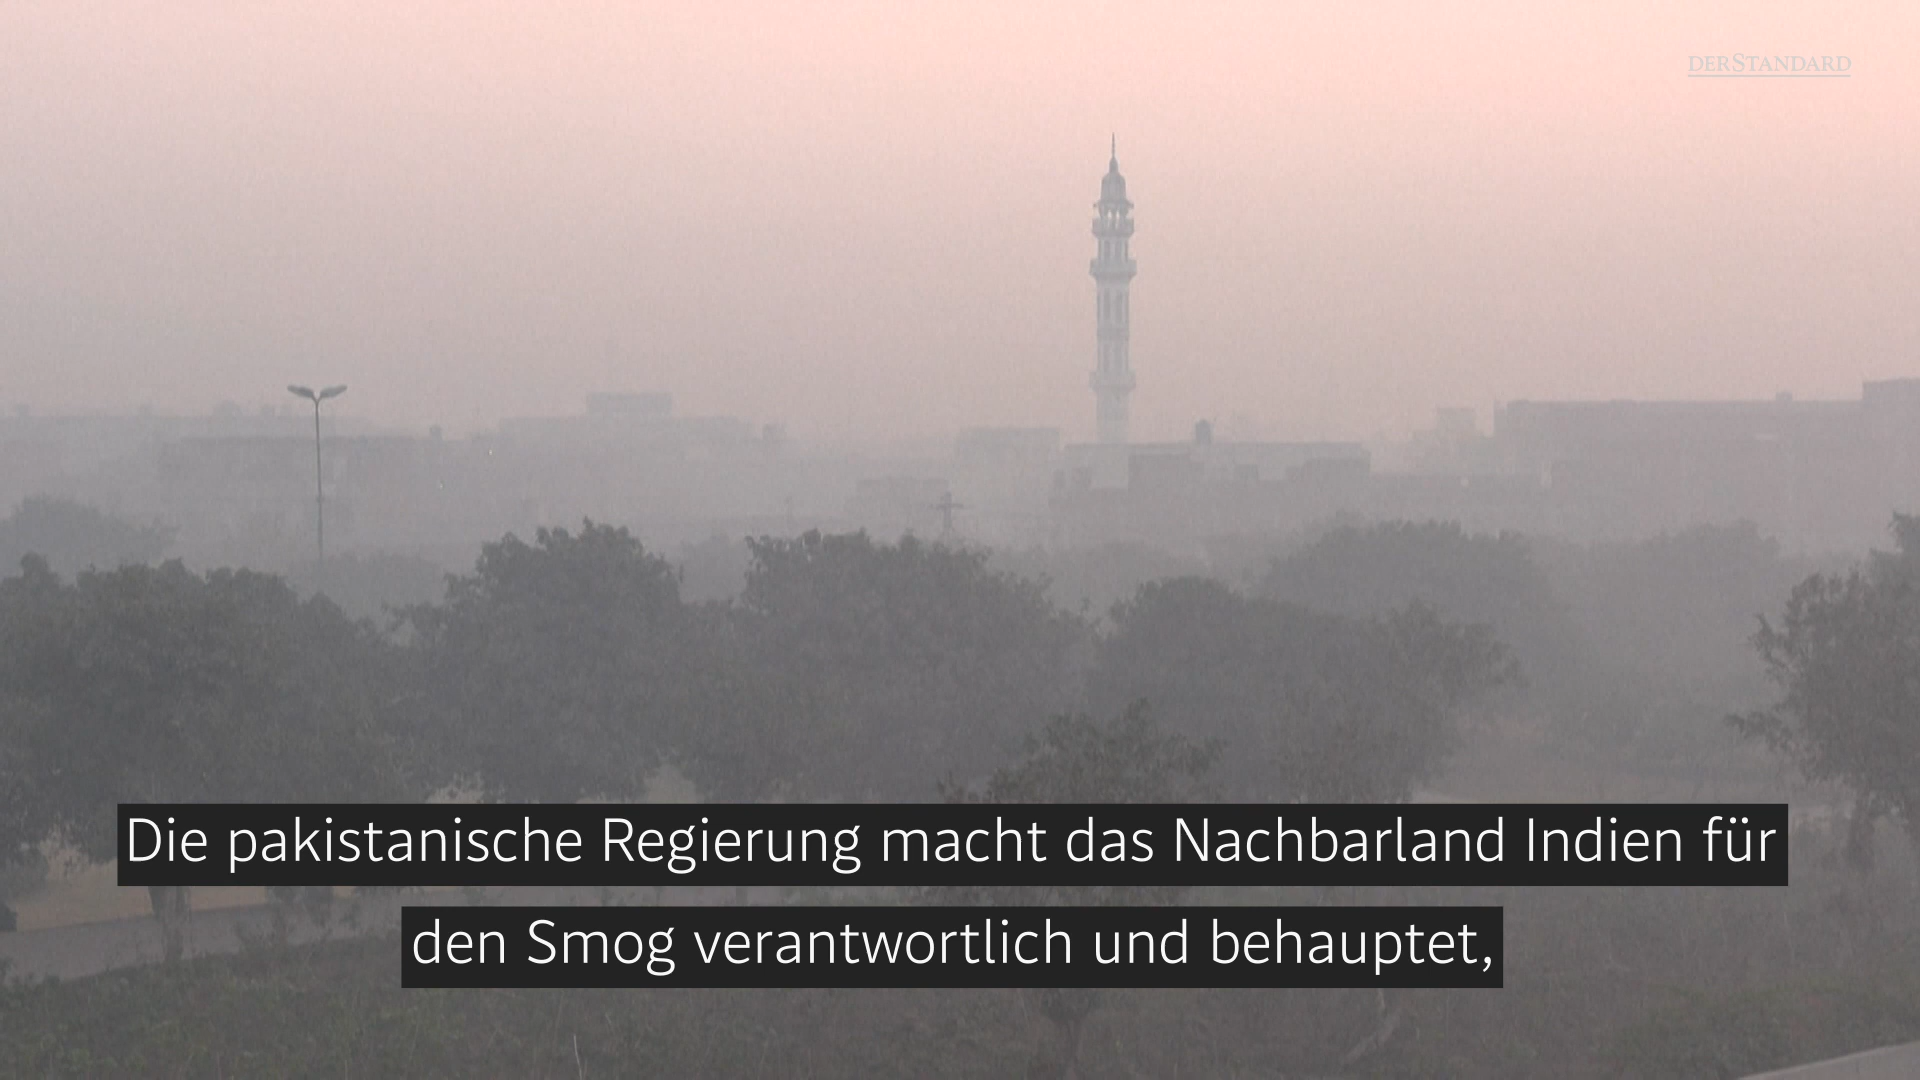 DERSTANDARD
Die pakistanische Regierung macht das Nachbarland Indien für
den Smog verantwortlich und behauptet,